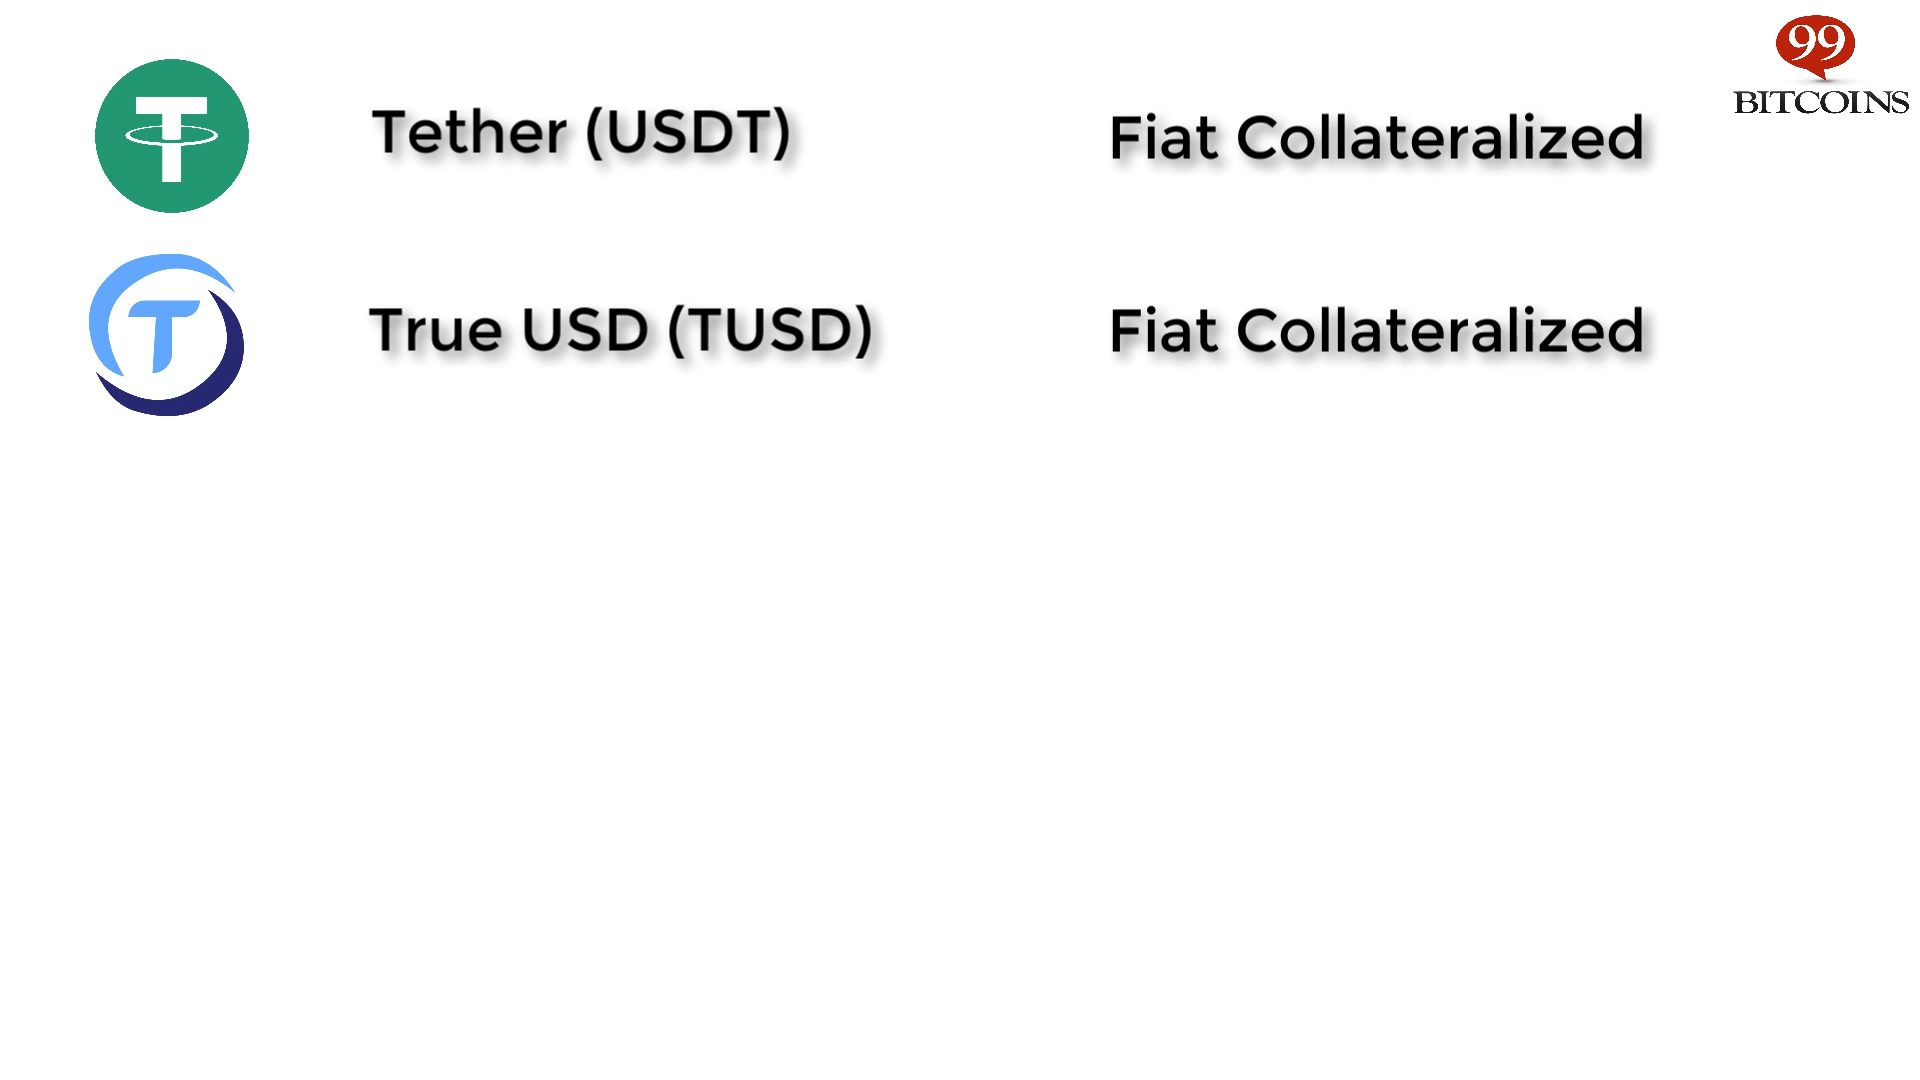 99
BITCOINS
Tether (USDT) Fiat Collateralized
True USD (TUSD) Fiat Collateralized